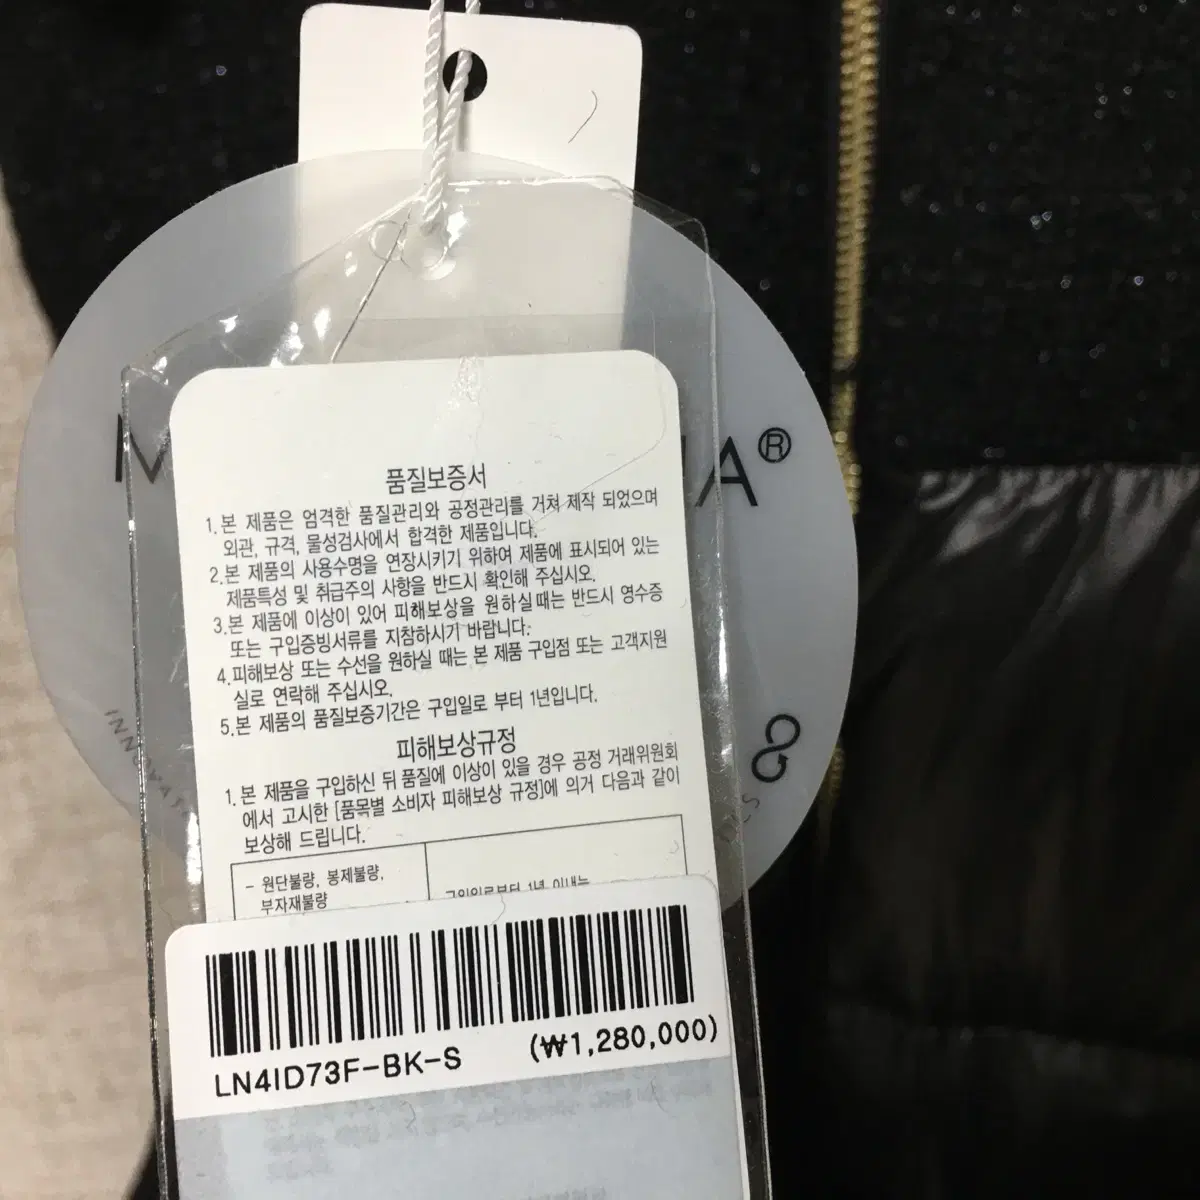 A®
품질보증서
1.본 제품은 엄격한 품질관리와 공정관리를 거쳐 제작 되었으며
외관, 규격, 물성검사에서 합격한 제품입니다.
2.본 제품의 사용수명을 연장시키기 위하여 제품에 표시되어 있는
제품특성 및 취급주의 사항을 반드시 확인해 주십시오.
3.본 제품에 이상이 있어 피해보상을 원하실때는 반드시 영수증
또는 구입증빙서류를 지참하시기 바랍니다.
4.피해보상 또는 수선을 원하실 때는 본 제품 구입점 또는 고객지원
실로 연락해 주십시오.
5.본 제품의 품질보증기간은 구입일로 부터 1년입니다.
피해보상규정
1. 본 제품을 구입하신 뒤 품질에 이상이 있을 경우 공정 거래위원회
에서 고시한 [품목별 소비자 피해보상 규정]에 의거 다음과 같이
보상해 드립니다.
- 원단불량, 봉제불량,
부자재불량
구입일로부터 1년 이내는
LN4ID73F-BK-S (₩1,280,000)